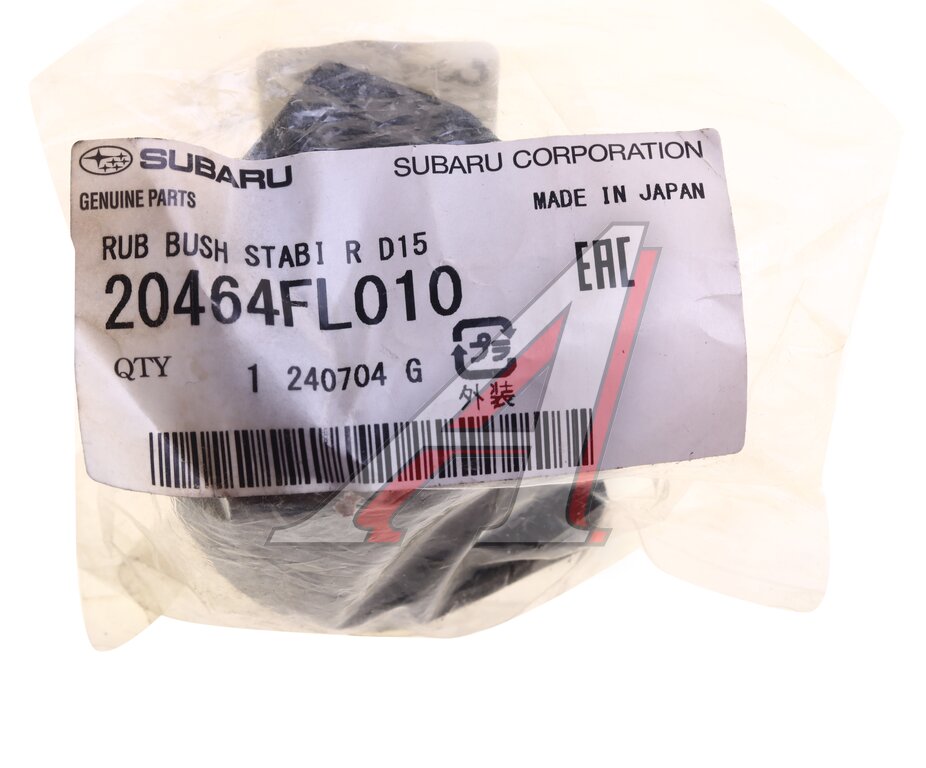 SUBARU
SUBARU CORPORATION
GENUINE PARTS
MADE IN JAPAN
RUB BUSH STABI R D15
EAC
20464FL010
プラ
QTY 1 240704 G
外装